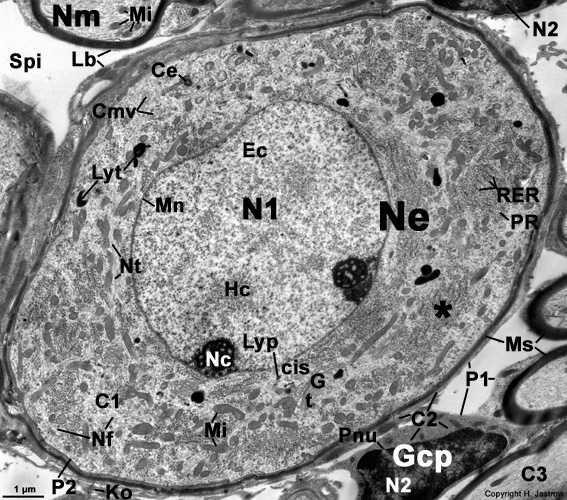 Nm Mi N2
Spi Lb Ce
Cmv
Ec
Lyt
Mn N1 Ne RER
PR
Nt
Hc *
Lyp Ms
Nc cis
G P1
t
C1 C2
Nf Mi Pnu Gcp C3
P2 N2
1 µm Ko Copyright H. Jastrow